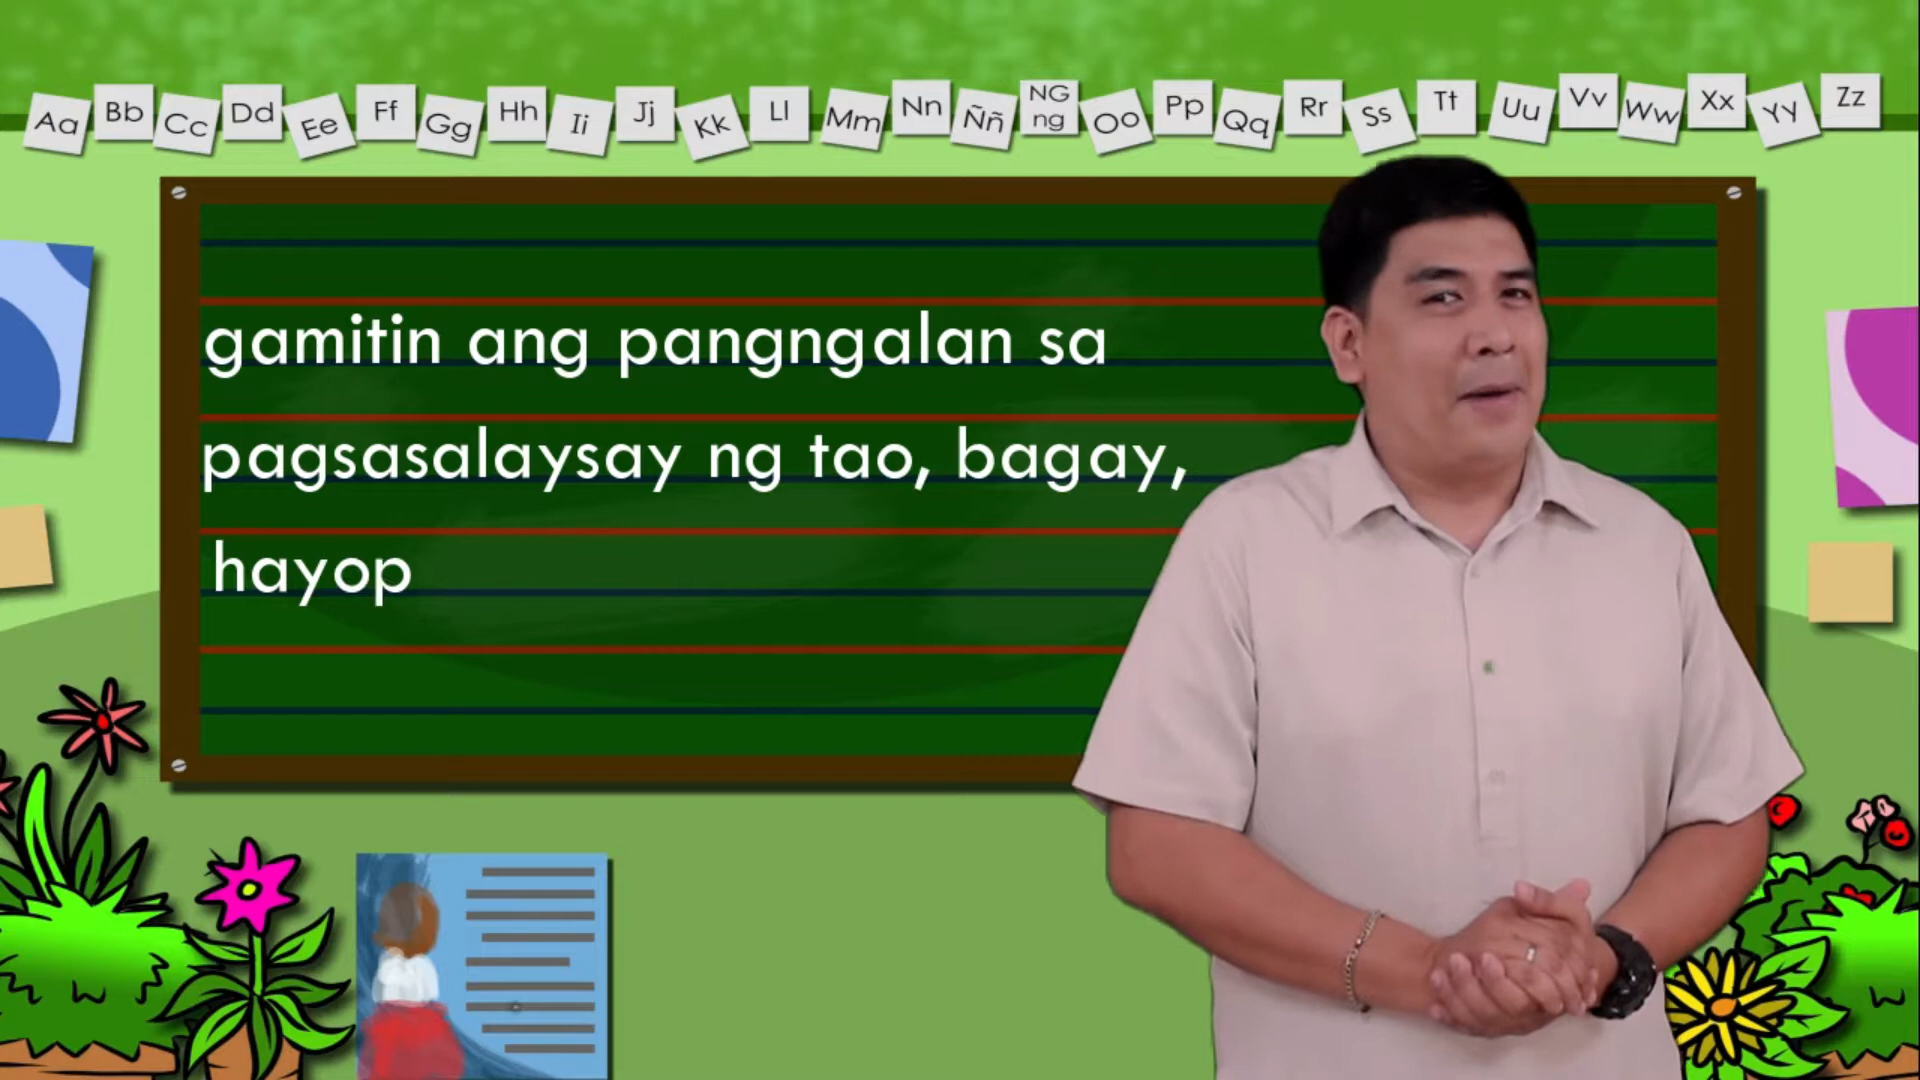 Aa Bb Cc Dd Ee Ff Gg Hh Ii Jj Kk Ll Mm Nn Ññ NG ng Oo Pp Qq Rr Ss Tt Uu Vv Ww Xx Yy Zz
gamitin ang pangngalan sa
pagsasalaysay ng tao, bagay,
hayop